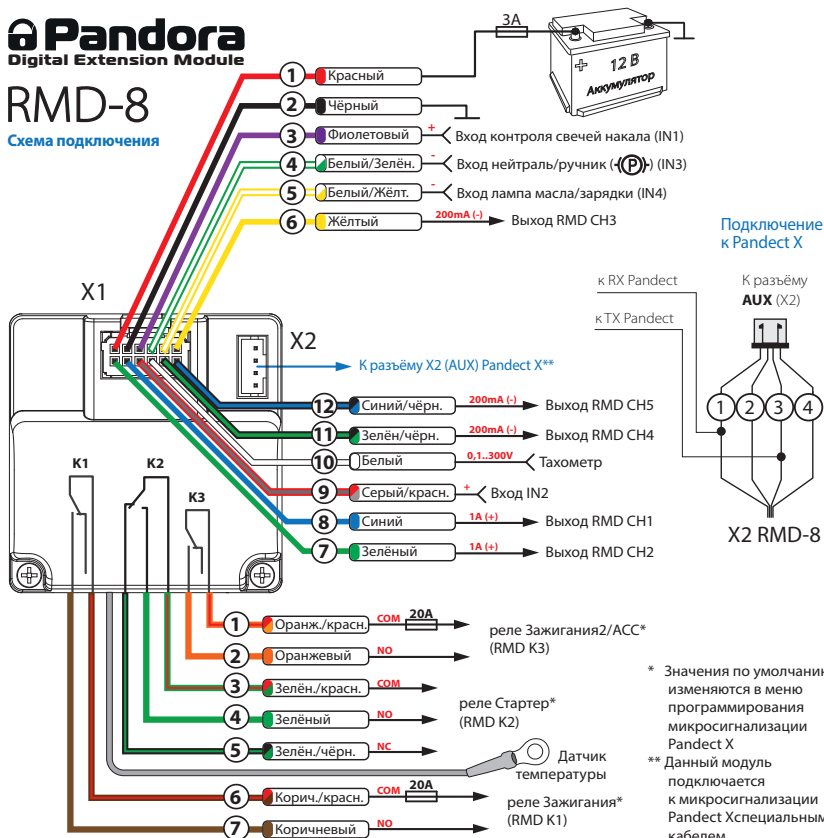 Pandora
Digital Extension Module
RMD-8
Схема подключения
3A
+ 12 В
Аккумулятор
1 Красный
2 Чёрный
3 Фиолетовый + Вход контроля свечей накала (IN1)
4 Белый/Зелён. - Вход нейтраль/ручник ((P)) (IN3)
5 Белый/Жёлт. - Вход лампа масла/зарядки (IN4)
6 Жёлтый 200mA (-) Выход RMD CH3
Подключение
к Pandect X
к RX Pandect
к TX Pandect
К разъёму
AUX (X2)
1 2 3 4
X2 RMD-8
X1
X2
К разъёму X2 (AUX) Pandect X**
12 Синий/чёрн. 200mA (-) Выход RMD CH5
11 Зелён/чёрн. 200mA (-) Выход RMD CH4
10 Белый 0,1..300V Тахометр
9 Серый/красн. + Вход IN2
8 Синий 1A (+) Выход RMD CH1
7 Зелёный 1A (+) Выход RMD CH2
K1
K2
K3
1 Оранж./красн. COM 20A
2 Оранжевый NO
реле Зажигания2/ACC*
(RMD K3)
3 Зелён./красн. COM
4 Зелёный NO
5 Зелён./чёрн. NC
реле Стартер*
(RMD K2)
Датчик
температуры
6 Корич./красн. COM 20A
7 Коричневый NO
реле Зажигания*
(RMD K1)
* Значения по умолчани
изменяются в меню
программирования
микросигнализации
Pandect X
** Данный модуль
подключается
к микросигнализации
Pandect Xспециальным
кабелем